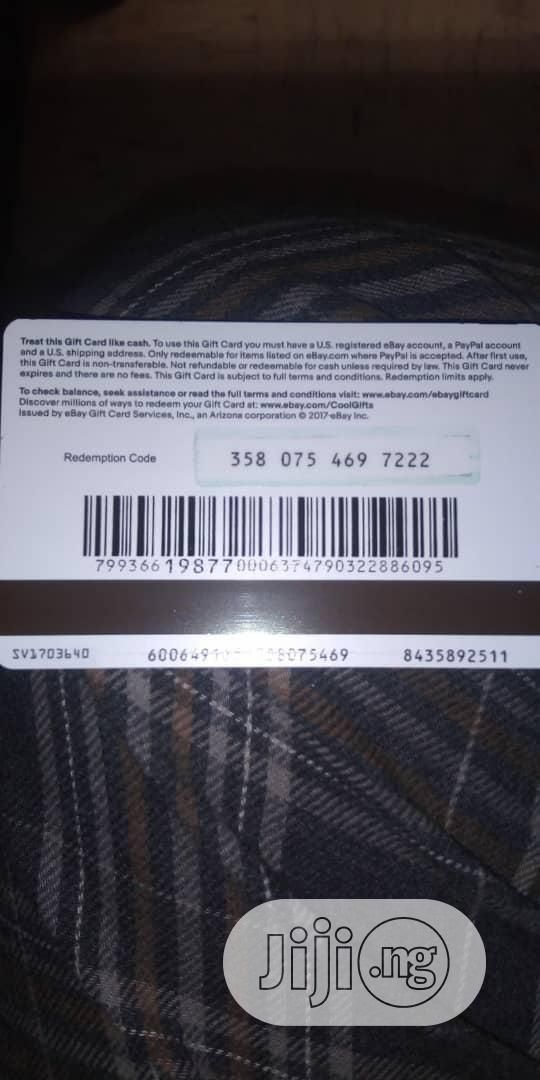 Treat this Gift Card like cash. To use this Gift Card you must have a U.S. registered eBay account, a PayPal account
and a U.S. shipping address. Only redeemable for items listed on eBay.com where PayPal is accepted. After first use,
this Gift Card is non-transferable. Not refundable or redeemable for cash unless required by law. This Gift Card never
expires and there are no fees. This Gift Card is subject to full terms and conditions. Redemption limits apply.
To check balance, seek assistance or read the full terms and conditions visit: www.ebay.com/ebaygiftcard
Discover millions of ways to redeem your Gift Card at: www.ebay.com/CoolGifts
Issued by eBay Gift Card Services, Inc., an Arizona corporation © 2017 eBay Inc.
Redemption Code 358 075 469 7222
799366198770006374790322886095
SV1703640 8435892511
Jiji.ng